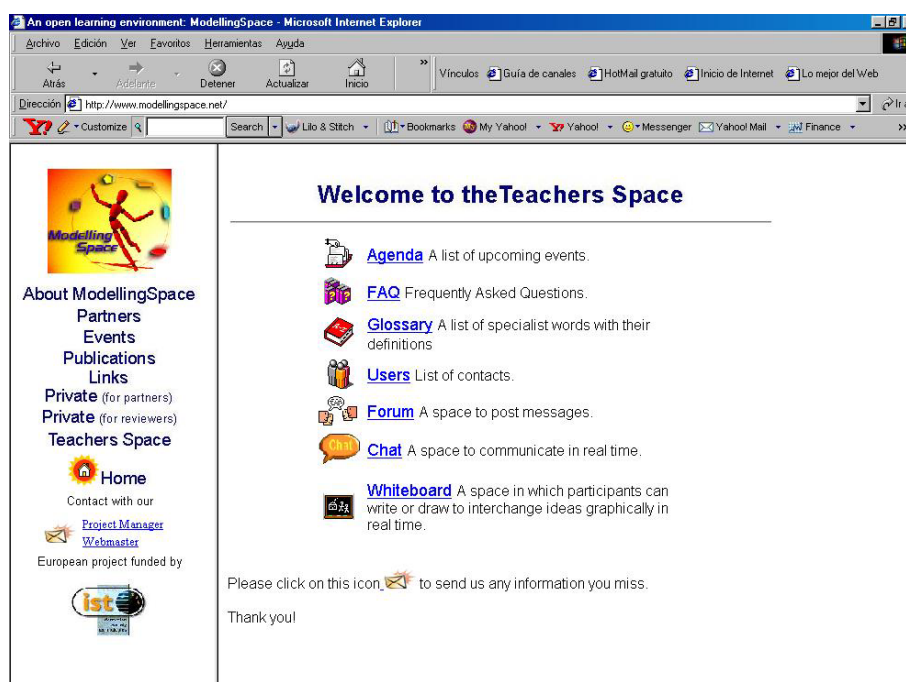 An open learning environment: ModellingSpace - Microsoft Internet Explorer
Archivo Edición Ver Favoritos Herramientas Ayuda
Atrás Adelante Detener Actualizar Inicio » Vínculos Guía de canales HotMail gratuito Inicio de Internet Lo mejor del Web
Dirección http://www.modellingspace.net/ Ir a
Y! Customize Search Lilo & Stitch Bookmarks My Yahoo! Yahoo! Messenger Yahoo! Mail Finance »
Modelling
Space
About ModellingSpace
Partners
Events
Publications
Links
Private (for partners)
Private (for reviewers)
Teachers Space
Home
Contact with our
Project Manager
Webmaster
European project funded by
ist
Welcome to theTeachers Space
Agenda A list of upcoming events.
FAQ Frequently Asked Questions.
Glossary A list of specialist words with their
definitions
Users List of contacts.
Forum A space to post messages.
Chat
Chat A space to communicate in real time.
Whiteboard A space in which participants can
write or draw to interchange ideas graphically in
real time.
Please click on this icon to send us any information you miss.
Thank you!